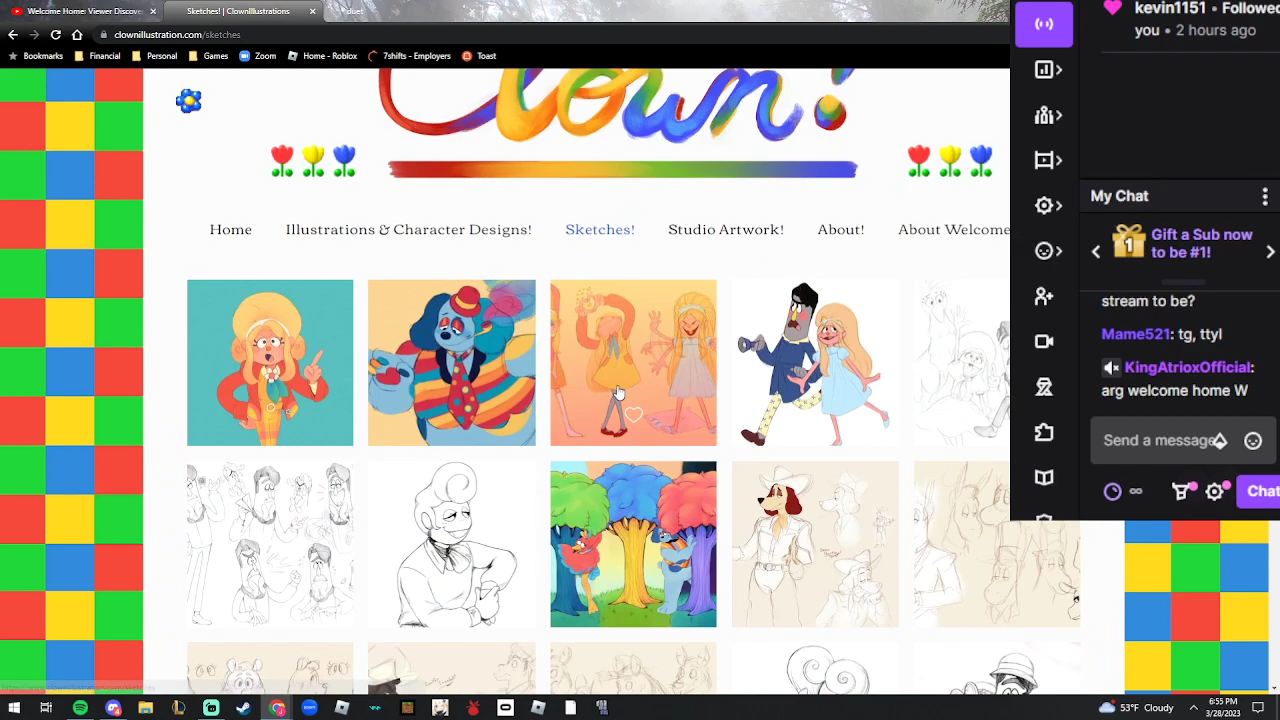 Welcome Home Viewer Discov
Sketches! | ClownIllustrations
duet
clownillustration.com/sketches
Bookmarks
Financial
Personal
Games
Zoom
Home - Roblox
7shifts - Employers
Toast
Clown!
Home
Illustrations & Character Designs!
Sketches!
Studio Artwork!
About!
About Welcome
kevin1151 • Followed
you • 2 hours ago
My Chat
1
Gift a Sub now
to be #1!
stream to be?
Mame521: tg, ttyl
KingAtrioxOfficial:
arg welcome home W
Send a message
Chat
53°F Cloudy
6:55 PM
3/28/2023